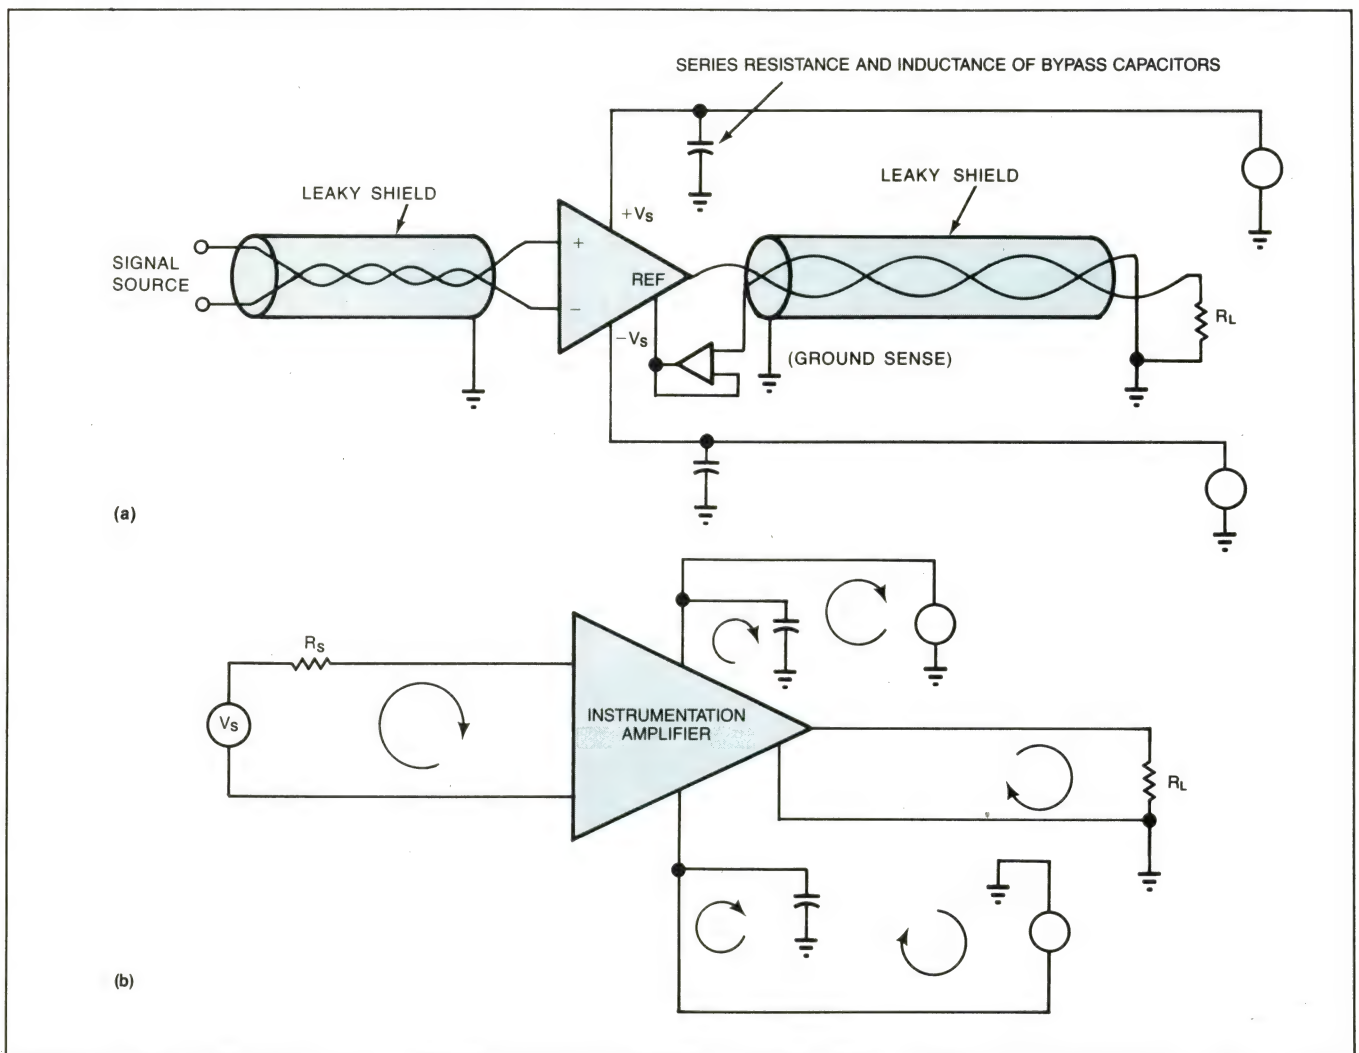 SERIES RESISTANCE AND INDUCTANCE OF BYPASS CAPACITORS
LEAKY SHIELD
LEAKY SHIELD
+VS
SIGNAL
SOURCE
+
REF
−
RL
−VS
(GROUND SENSE)
(a)
RS
VS
INSTRUMENTATION
AMPLIFIER
RL
(b)